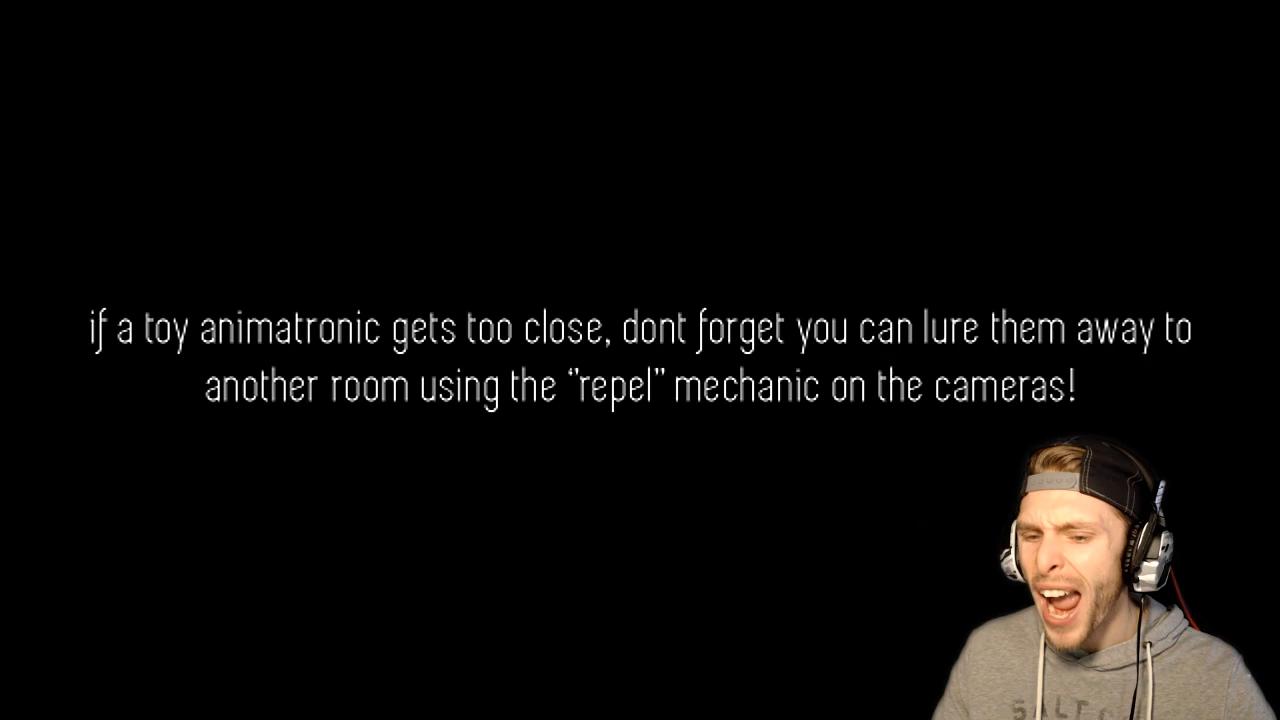 if a toy animatronic gets too close, dont forget you can lure them away to
another room using the "repel" mechanic on the cameras!